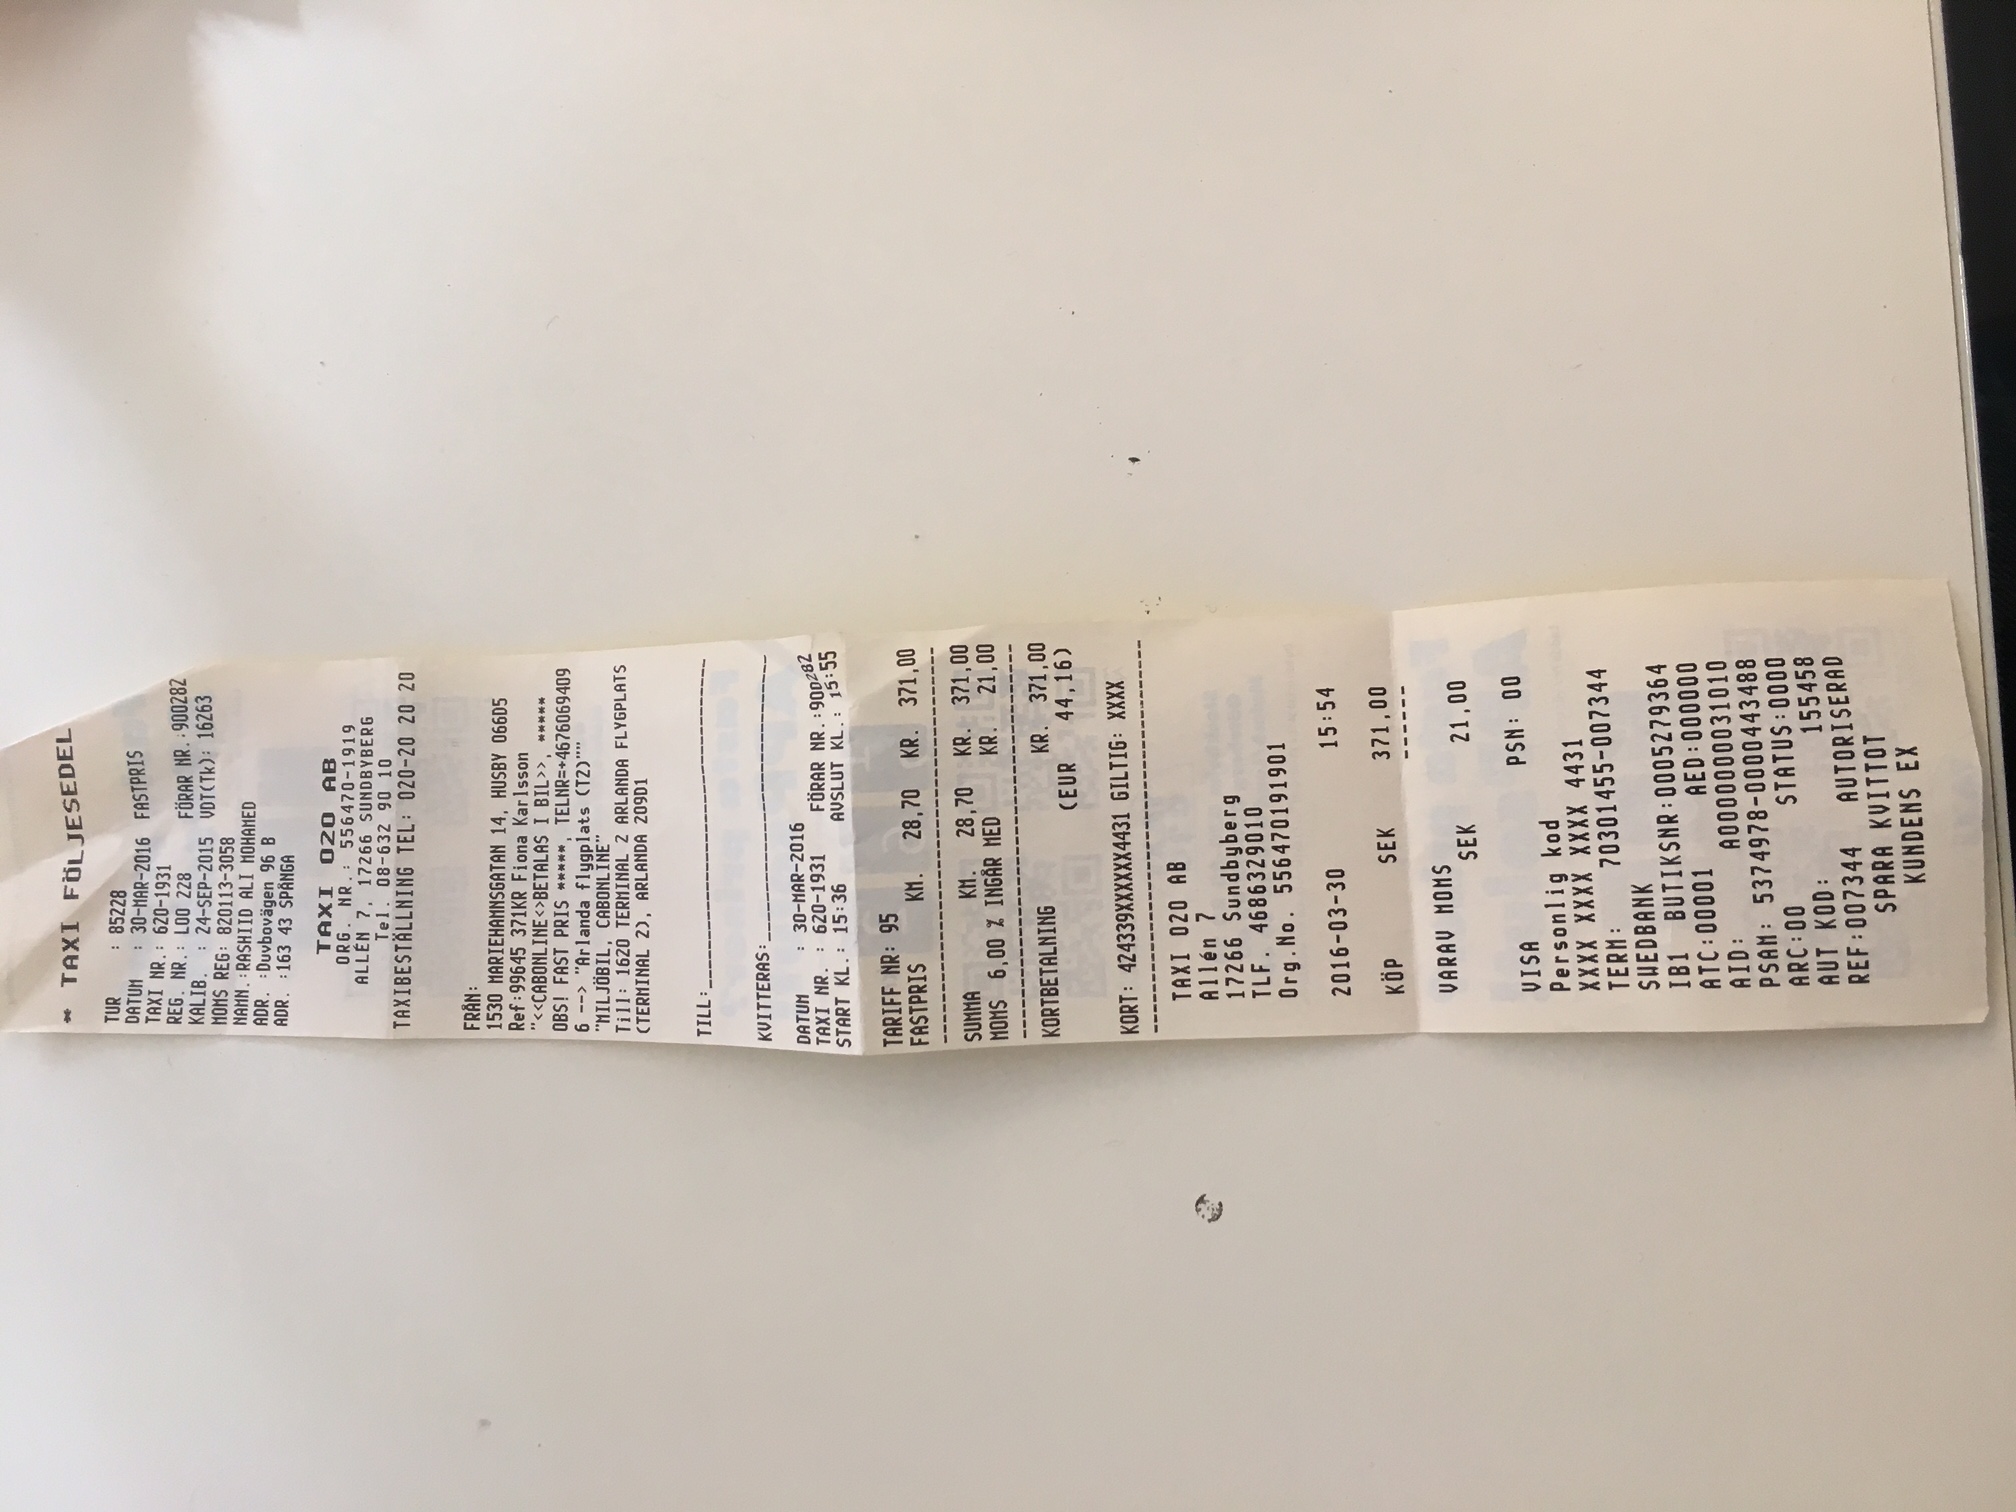 * TAXI FÖLJESEDEL
TUR : 85228
DATUM : 30-MAR-2016 FASTPRIS
TAXI NR.: 620-1931
REG. NR.: LOO 228 FÖRAR NR.:900282
KALIB. : 24-SEP-2015 VDT(Tk): 16263
MOMS REG: 820113-3058
NAMN.:RASHIID ALI MOHAMED
ADR. :Duvbovägen 96 B
ADR. :163 43 SPÅNGA
TAXI 020 AB
ORG. NR.: 556470-1919
ALLÉN 7, 17266 SUNDBYBERG
Tel. 08-632 90 10
TAXIBESTÄLLNING TEL: 020-20 20 20
FRÅN:
1530 MARIEHAMNSGATAN 14, HUSBY 066D5
Ref:99645 371KR Fiona Karlsson
"<<CABONLINE<>BETALAS I BIL>>, *****
OBS! FAST PRIS *****, TELNR=+4676069409
6 --> "Arlanda flygplats (T2)""
"MILJÖBIL, CABONLINE"
Till: 1620 TERMINAL 2 ARLANDA FLYGPLATS
(TERMINAL 2), ARLANDA 209D1
TILL:_________________________________
KVITTERAS:_____________________________
DATUM : 30-MAR-2016
TAXI NR. : 620-1931 FÖRAR NR.:900282
START KL.: 15:36 AVSLUT KL.: 15:55
TARIFF NR: 95
FASTPRIS KM. 28,70 KR. 371,00
---------------------------------------
SUMMA KM. 28,70 KR. 371,00
MOMS 6,00 % INGÅR MED KR. 21,00
---------------------------------------
KORTBETALNING KR. 371,00
(EUR 44,16)
KORT: 424339XXXXXX4431 GILTIG: XXXX
---------------------------------------
TAXI 020 AB
Allén 7
17266 Sundbyberg
TLF. 4686329010
Org.No. 556470191901
2016-03-30 15:54
KÖP SEK 371,00
------
VARAV MOMS
SEK 21,00
VISA PSN: 00
Personlig kod
XXXX XXXX XXXX 4431
TERM: 70301455-007344
SWEDBANK
IB1 BUTIKSNR:0005279364
ATC:00001 AED:000000
AID: A0000000031010
PSAM: 5374978-0000443488
ARC:00 STATUS:0000
AUT KOD: 155458
REF:007344 AUTORISERAD
SPARA KVITTOT
KUNDENS EX